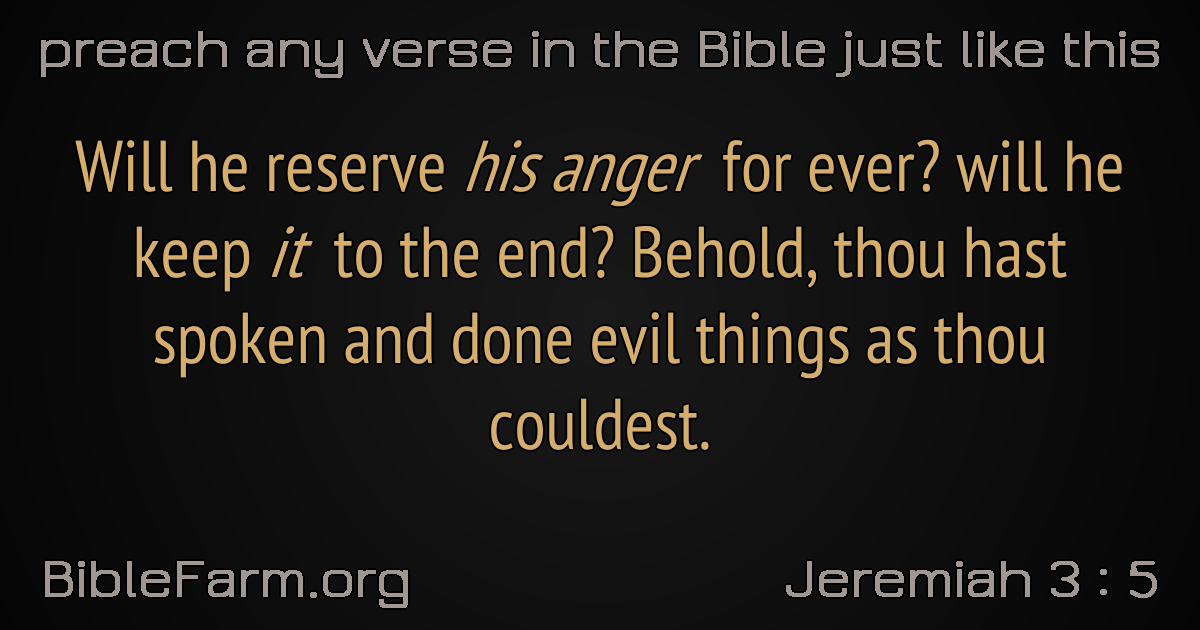 preach any verse in the Bible just like this
Will he reserve his anger for ever? will he
keep it to the end? Behold, thou hast
spoken and done evil things as thou
couldest.
BibleFarm.org
Jeremiah 3 : 5